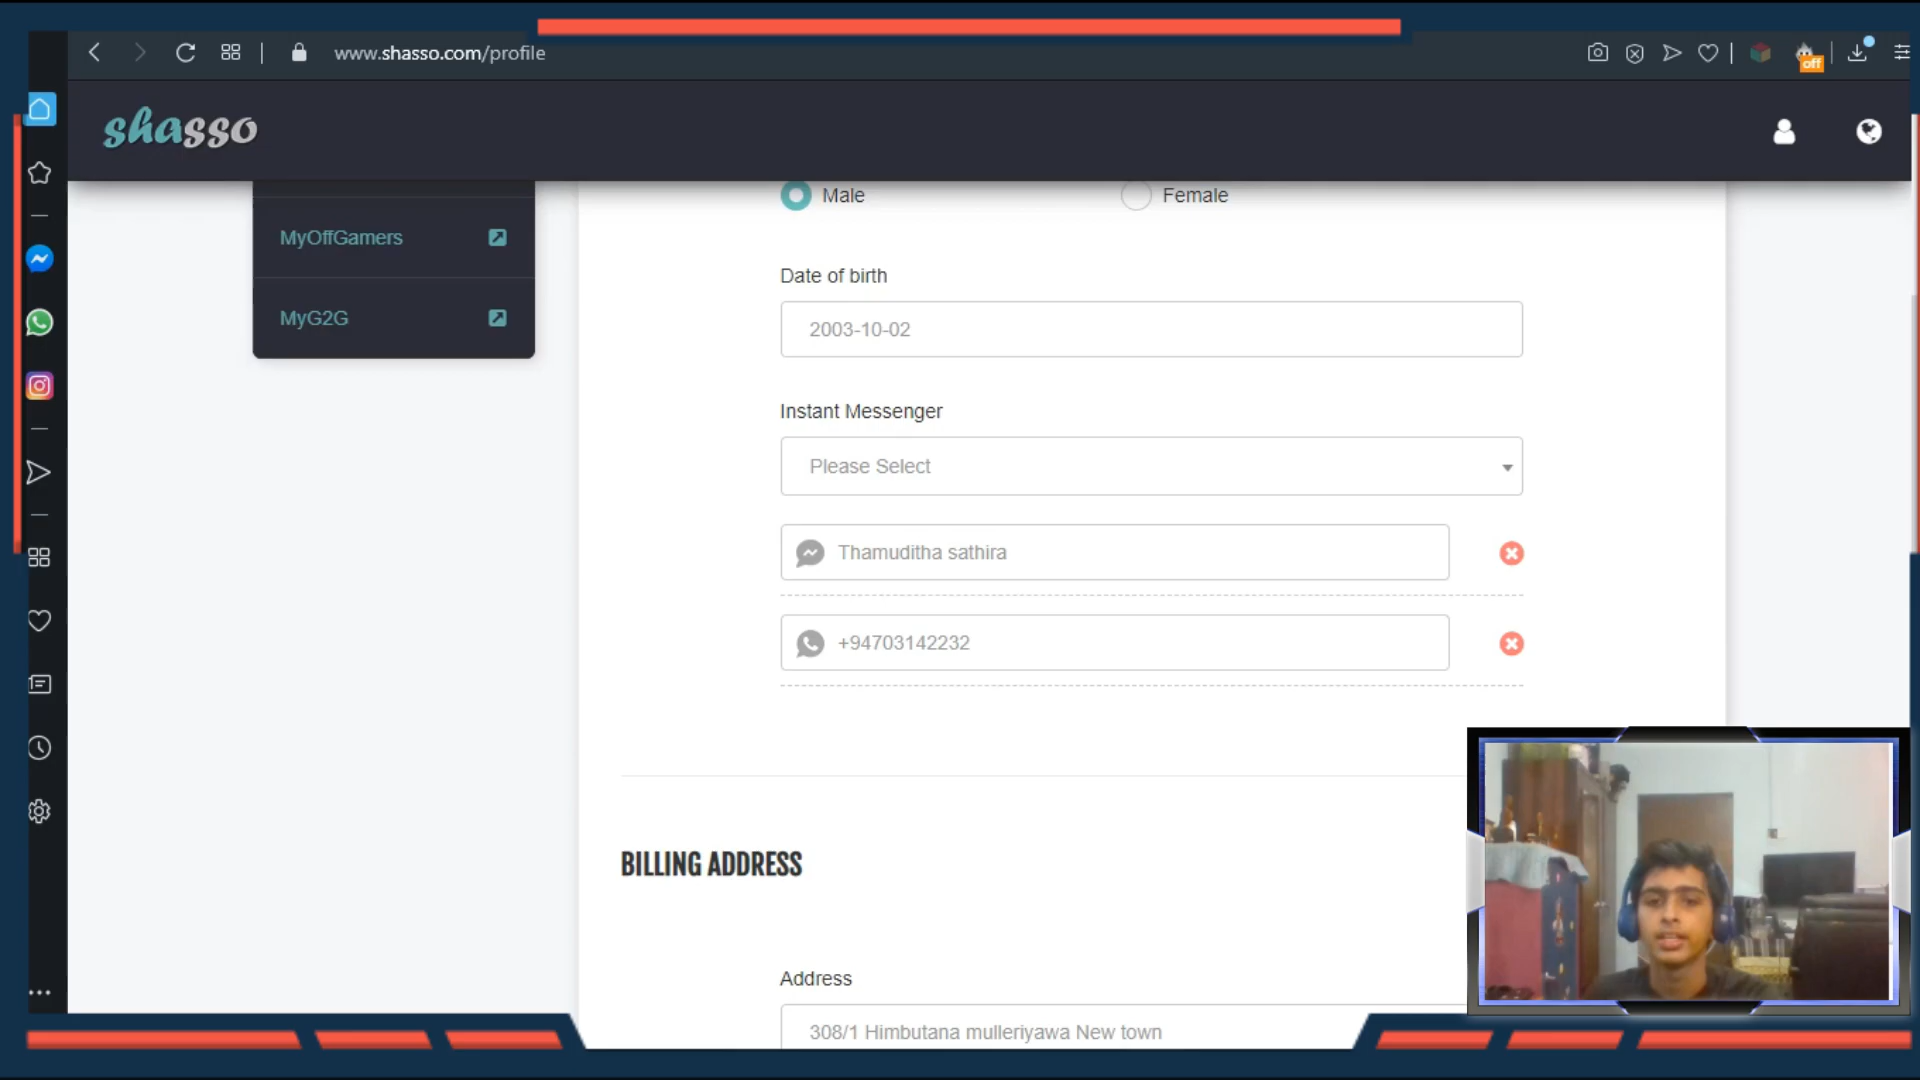 www.shasso.com/profile
off
shasso
Male
Female
MyOffGamers
MyG2G
Date of birth
2003-10-02
Instant Messenger
Please Select
Thamuditha sathira
+94703142232
BILLING ADDRESS
Address
308/1 Himbutana mulleriyawa New town